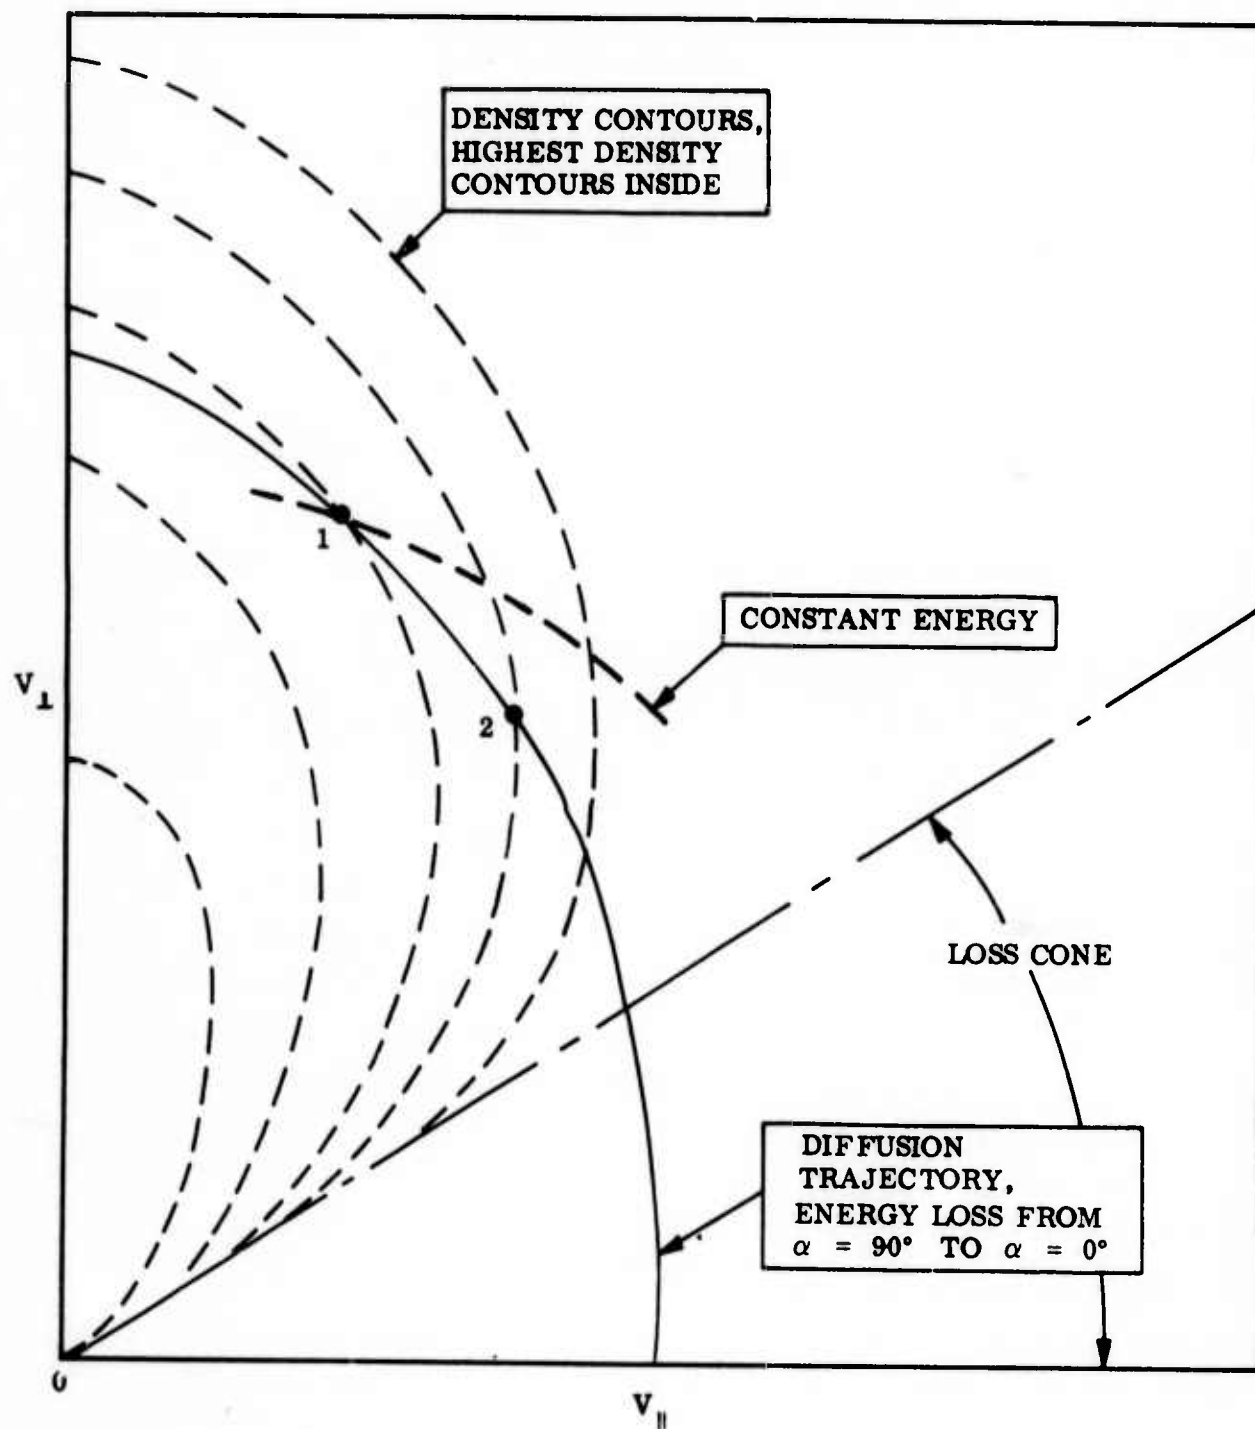 DENSITY CONTOURS,
HIGHEST DENSITY
CONTOURS INSIDE
1
CONSTANT ENERGY
V⊥
2
LOSS CONE
DIFFUSION
TRAJECTORY,
ENERGY LOSS FROM
α = 90° TO α = 0°
0
V∥